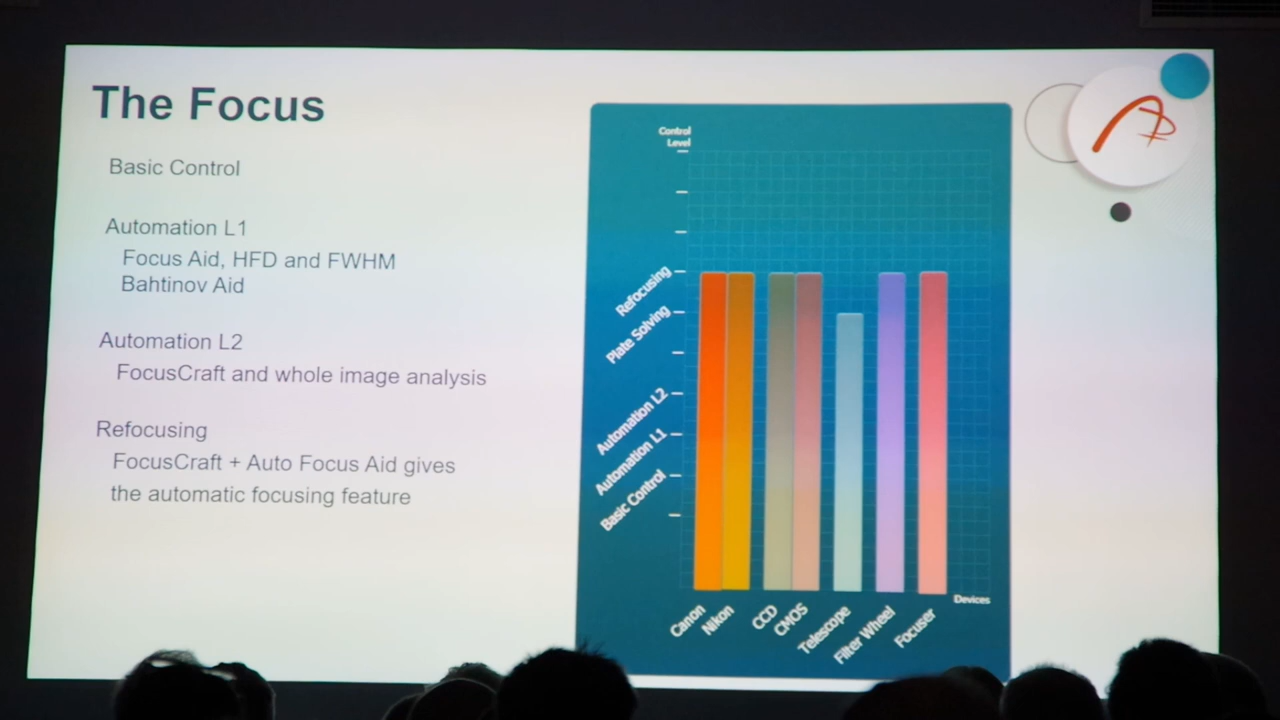 The Focus
Basic Control
Automation L1
Focus Aid, HFD and FWHM
Bahtinov Aid
Automation L2
FocusCraft and whole image analysis
Refocusing
FocusCraft + Auto Focus Aid gives
the automatic focusing feature
Control
Level
Refocusing
Plate Solving
Automation L2
Automation L1
Basic Control
Canon
Nikon
CCD
CMOS
Telescope
Filter Wheel
Focuser
Devices